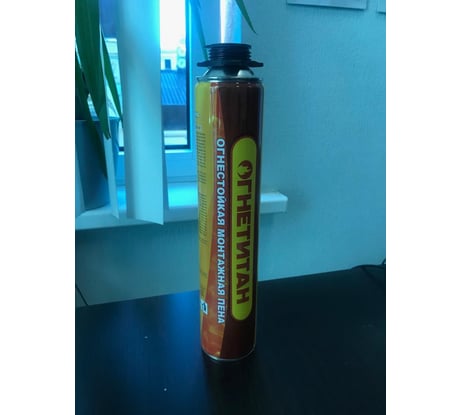 ОГНЕТИТАН
ОГНЕСТОЙКАЯ МОНТАЖНАЯ ПЕНА